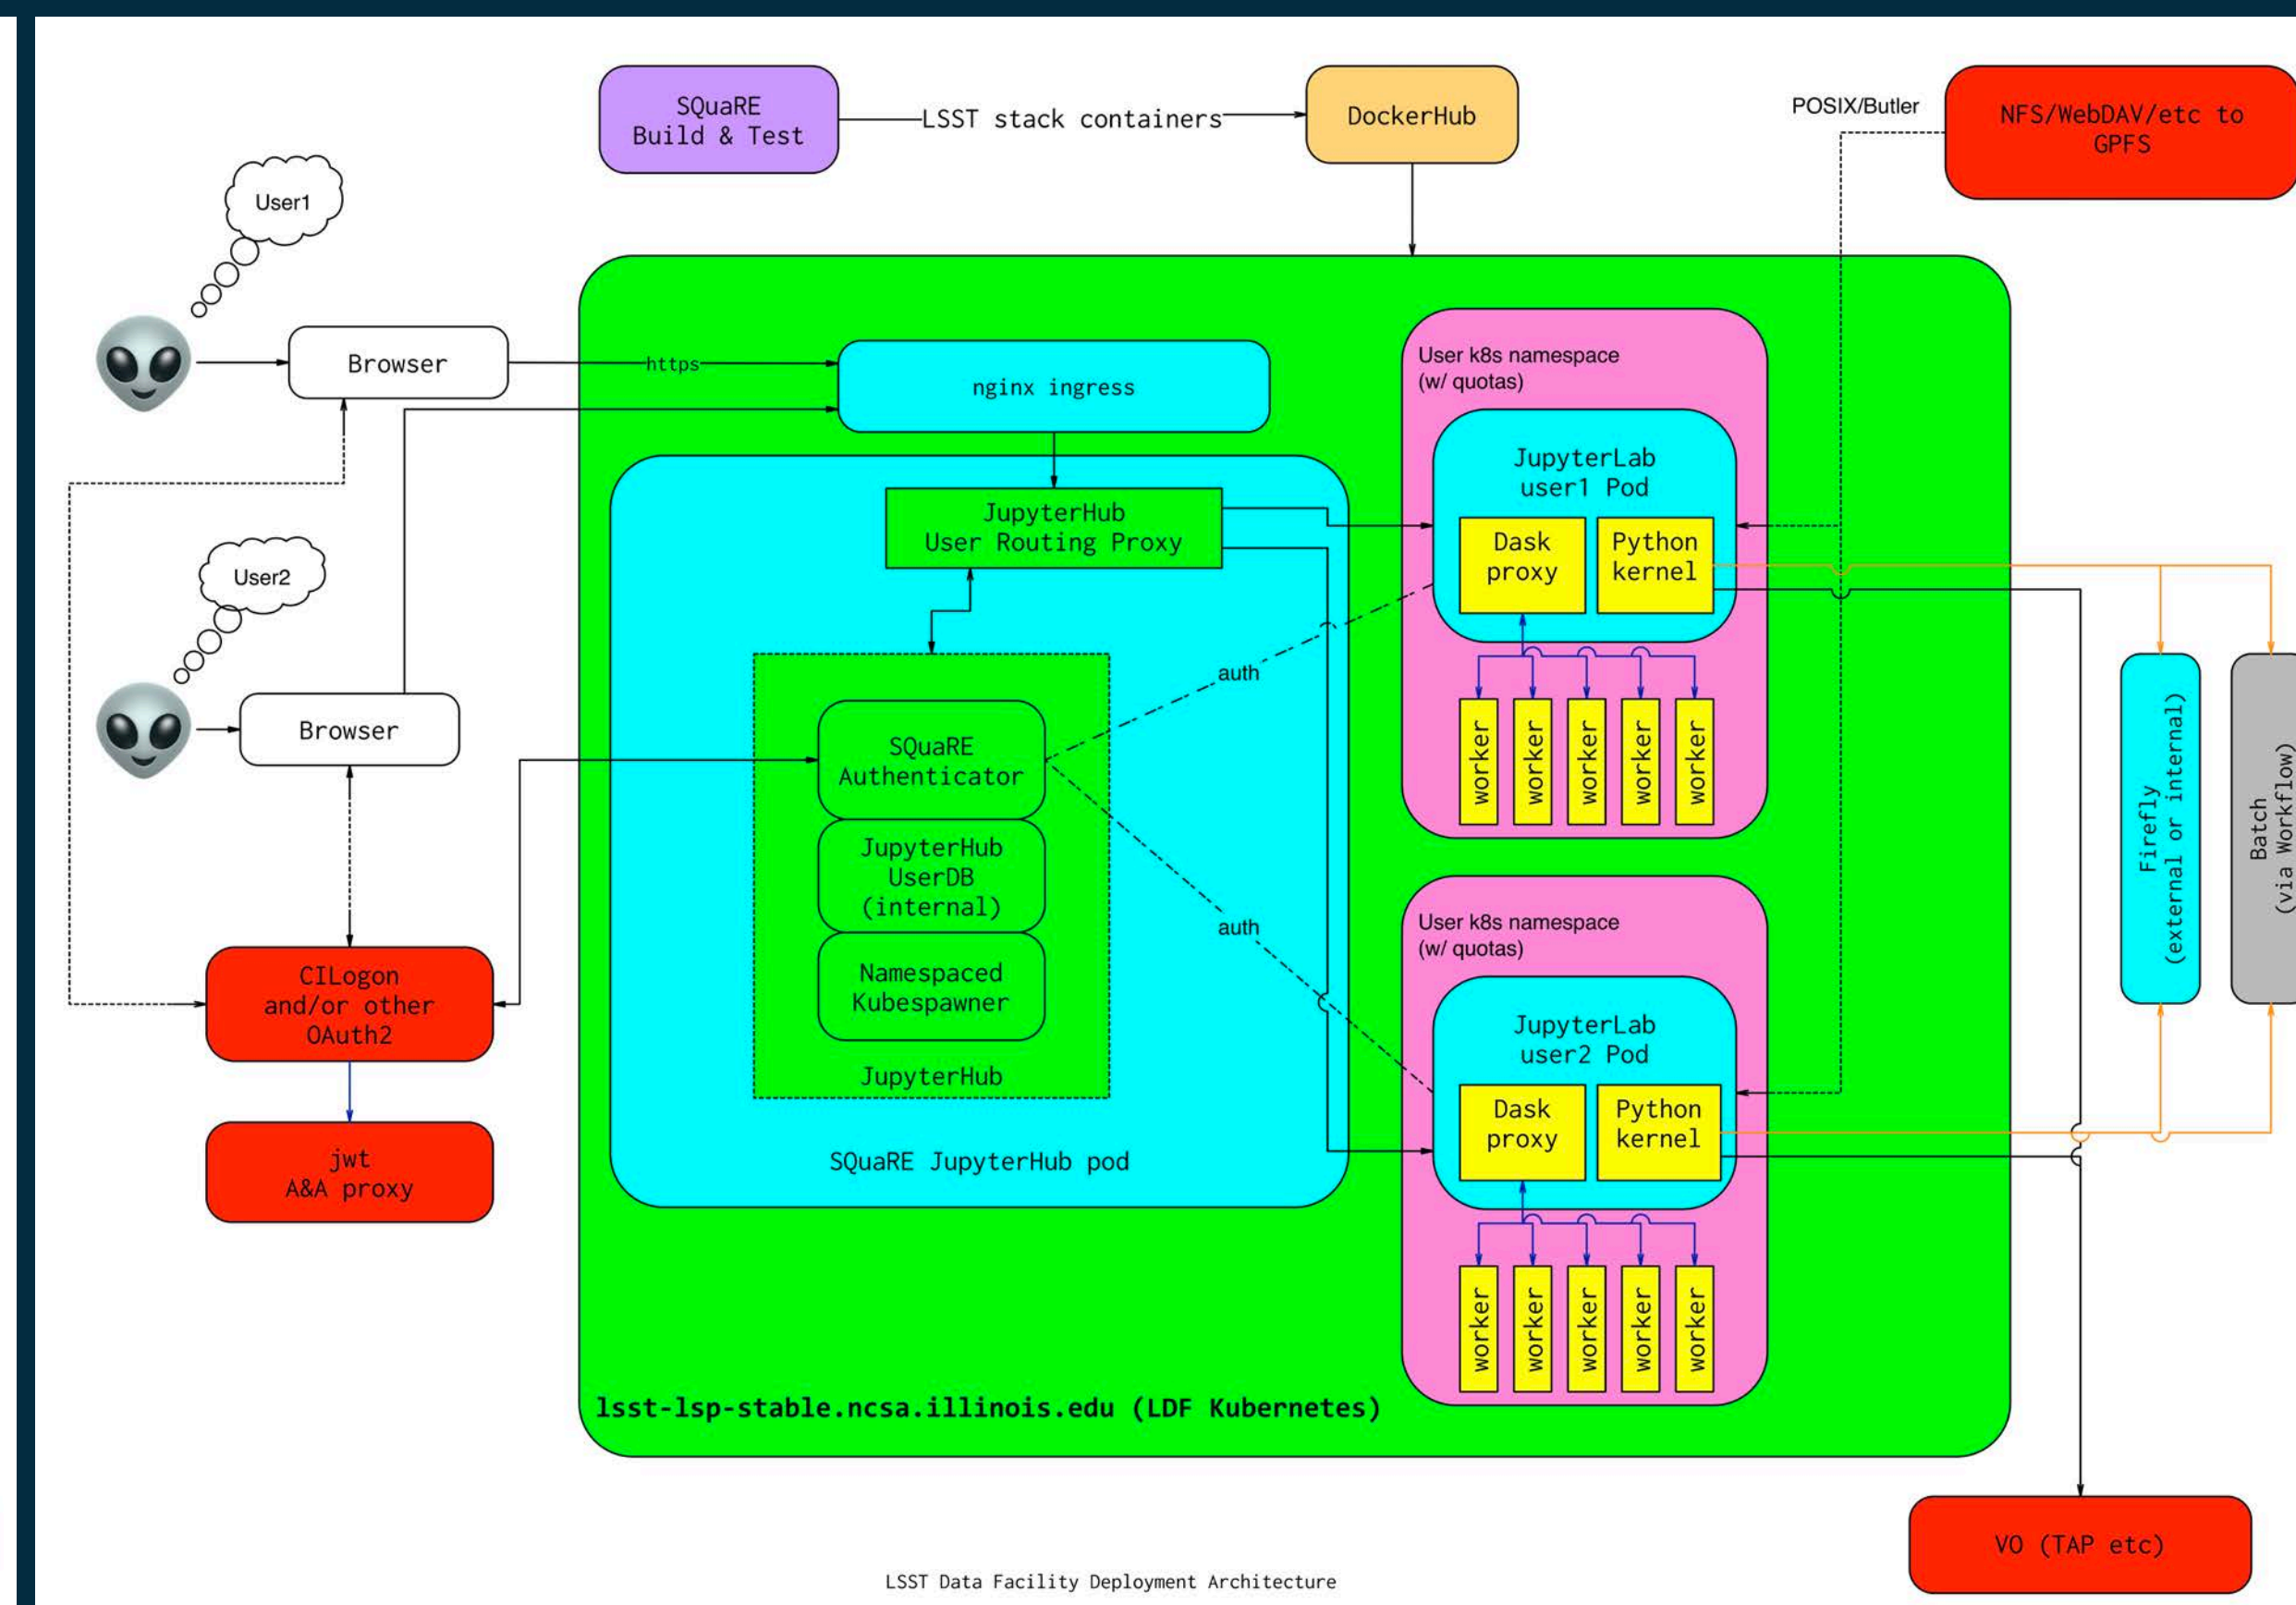 SQuaRE
Build & Test
LSST stack containers
DockerHub
POSIX/Butler
NFS/WebDAV/etc to
GPFS
User1
Browser
https
nginx ingress
User k8s namespace
(w/ quotas)
JupyterLab
user1 Pod
Dask
proxy
Python
kernel
worker
worker
worker
worker
worker
JupyterHub
User Routing Proxy
User2
Browser
auth
SQuaRE
Authenticator
JupyterHub
UserDB
(internal)
Namespaced
Kubespawner
JupyterHub
SQuaRE JupyterHub pod
auth
CILogon
and/or other
OAuth2
jwt
A&A proxy
User k8s namespace
(w/ quotas)
JupyterLab
user2 Pod
Dask
proxy
Python
kernel
worker
worker
worker
worker
worker
Firefly
(external or internal)
Batch
(via Workflow)
lsst-lsp-stable.ncsa.illinois.edu (LDF Kubernetes)
VO (TAP etc)
LSST Data Facility Deployment Architecture